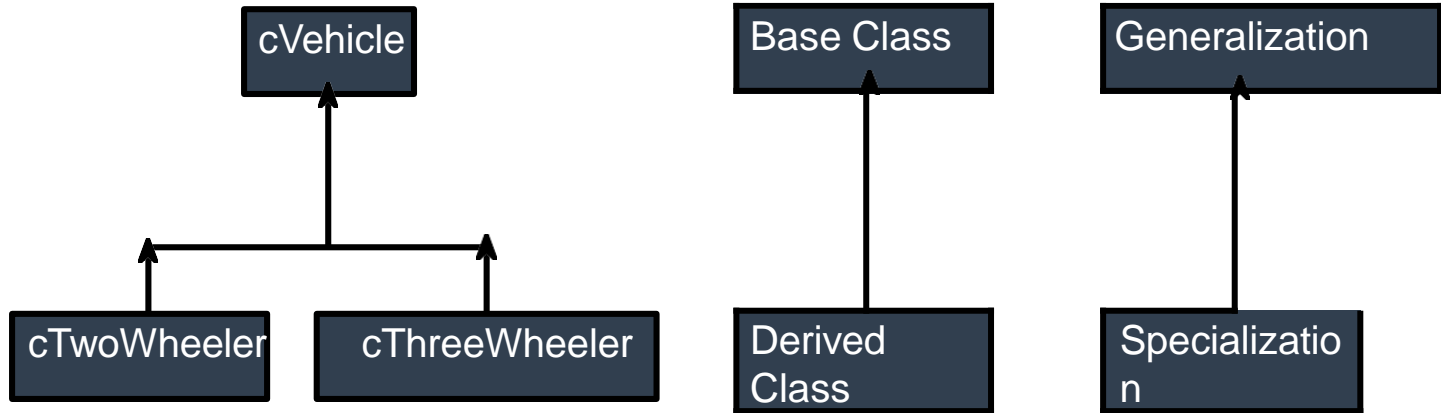 cVehicle
Base Class
Generalization
cTwoWheeler
cThreeWheeler
Derived
Class
Specializatio
n